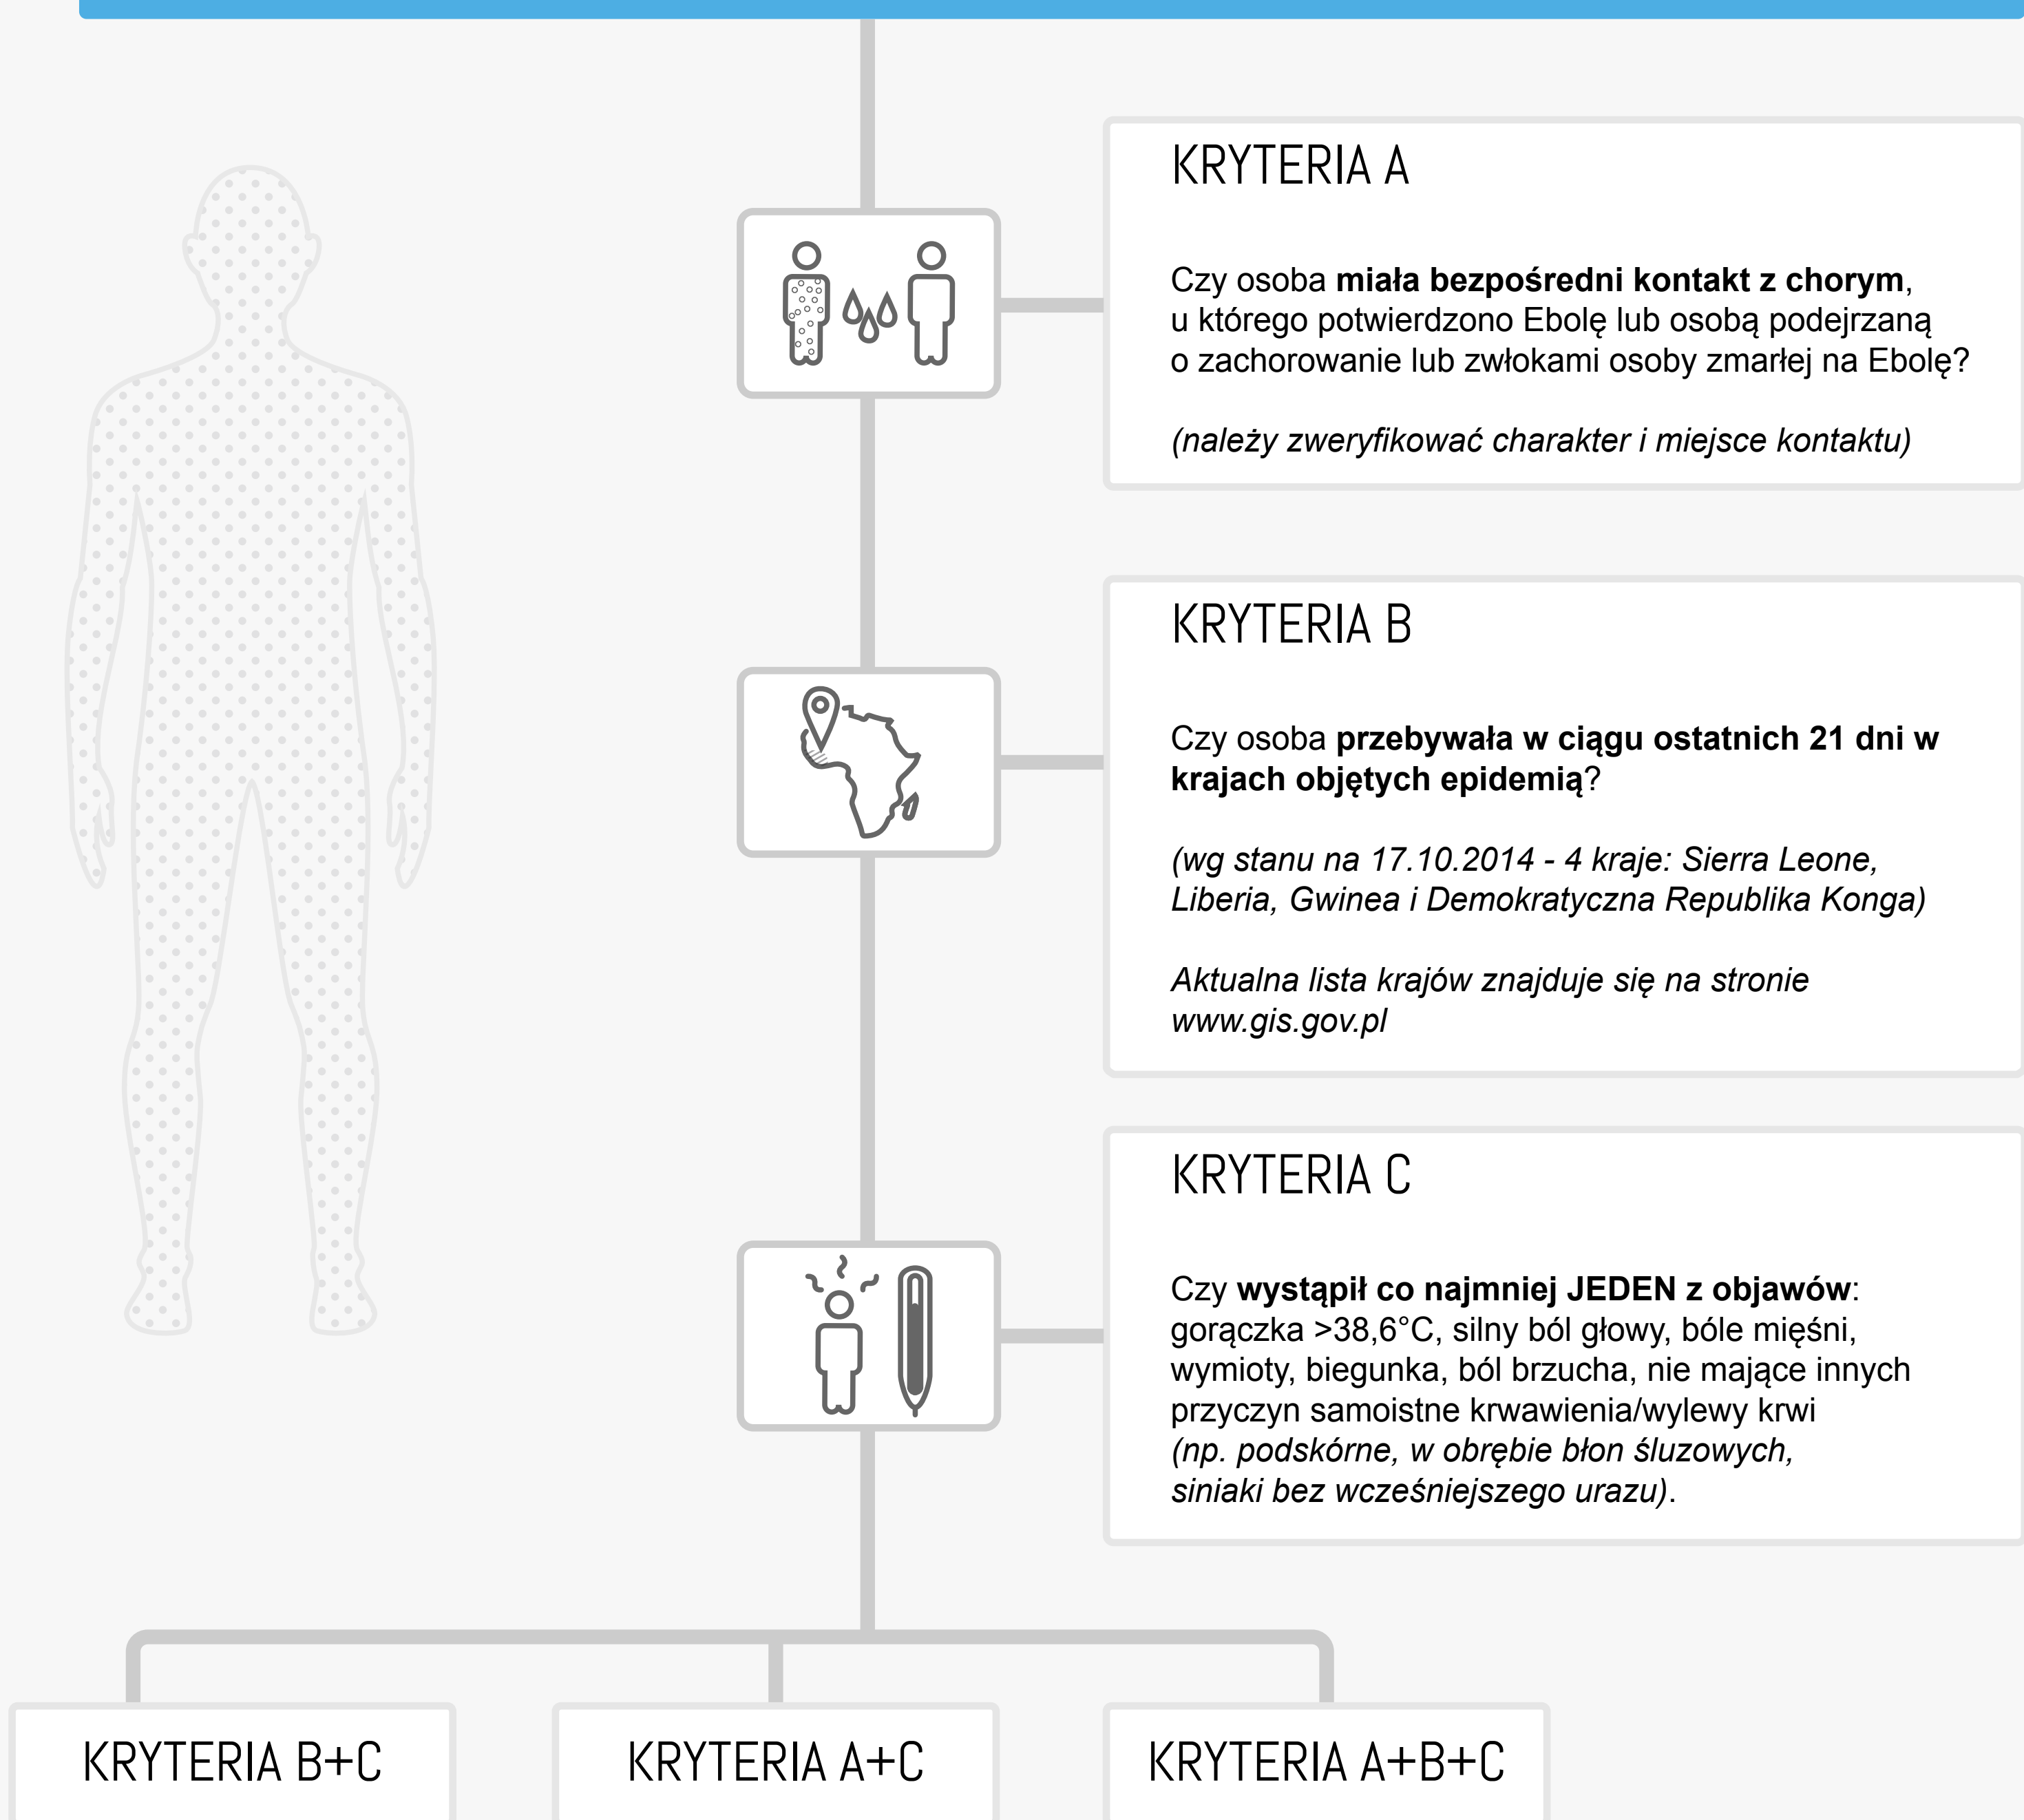 KRYTERIA A
Czy osoba miała bezpośredni kontakt z chorym,
u którego potwierdzono Ebolę lub osobą podejrzaną
o zachorowanie lub zwłokami osoby zmarłej na Ebolę?
(należy zweryfikować charakter i miejsce kontaktu)
KRYTERIA B
Czy osoba przebywała w ciągu ostatnich 21 dni w
krajach objętych epidemią?
(wg stanu na 17.10.2014 - 4 kraje: Sierra Leone,
Liberia, Gwinea i Demokratyczna Republika Konga)
Aktualna lista krajów znajduje się na stronie
www.gis.gov.pl
KRYTERIA C
Czy wystąpił co najmniej JEDEN z objawów:
gorączka >38,6°C, silny ból głowy, bóle mięśni,
wymioty, biegunka, ból brzucha, nie mające innych
przyczyn samoistne krwawienia/wylewy krwi
(np. podskórne, w obrębie błon śluzowych,
siniaki bez wcześniejszego urazu).
KRYTERIA B+C
KRYTERIA A+C
KRYTERIA A+B+C